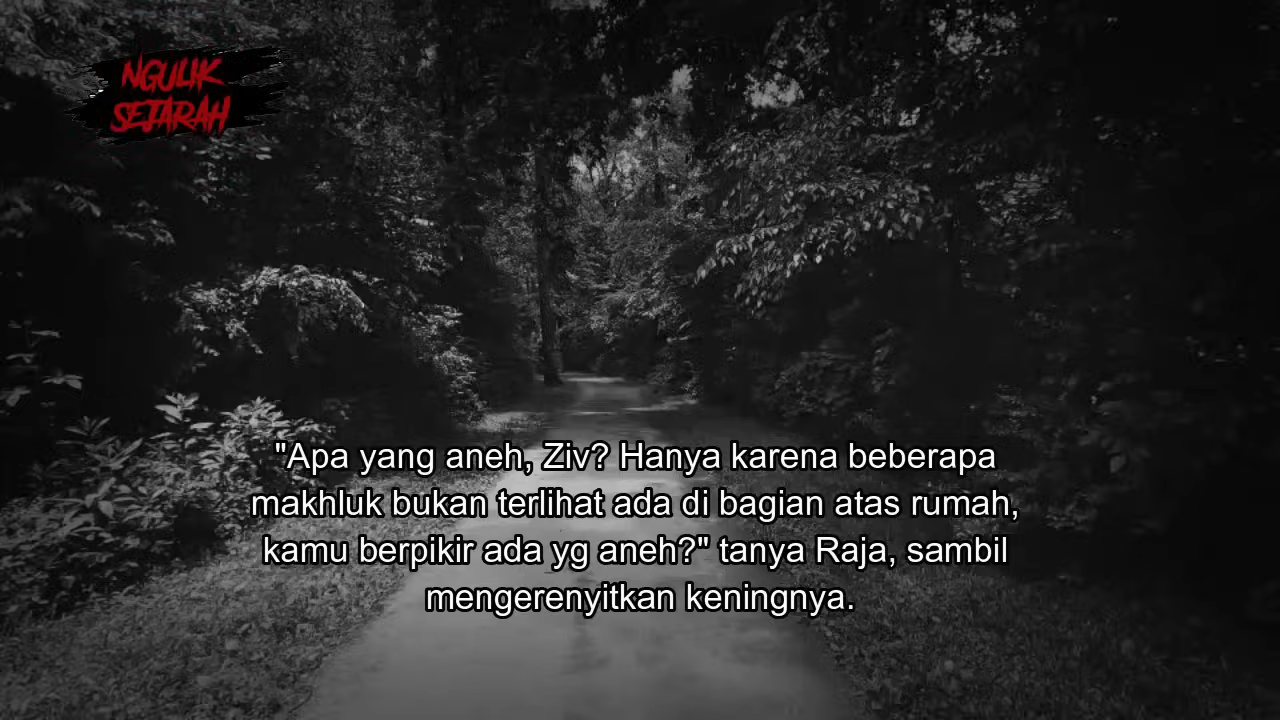 NGULIK
SEJARAH
"Apa yang aneh, Ziv? Hanya karena beberapa
makhluk bukan terlihat ada di bagian atas rumah,
kamu berpikir ada yg aneh?" tanya Raja, sambil
mengerenyitkan keningnya.